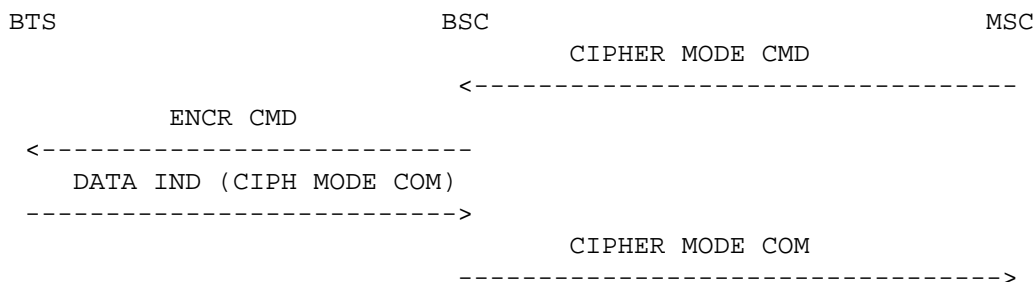 BTS BSC MSC
CIPHER MODE CMD
<----------------------------------
ENCR CMD
<---------------------------
DATA IND (CIPH MODE COM)
--------------------------->
CIPHER MODE COM
---------------------------------->